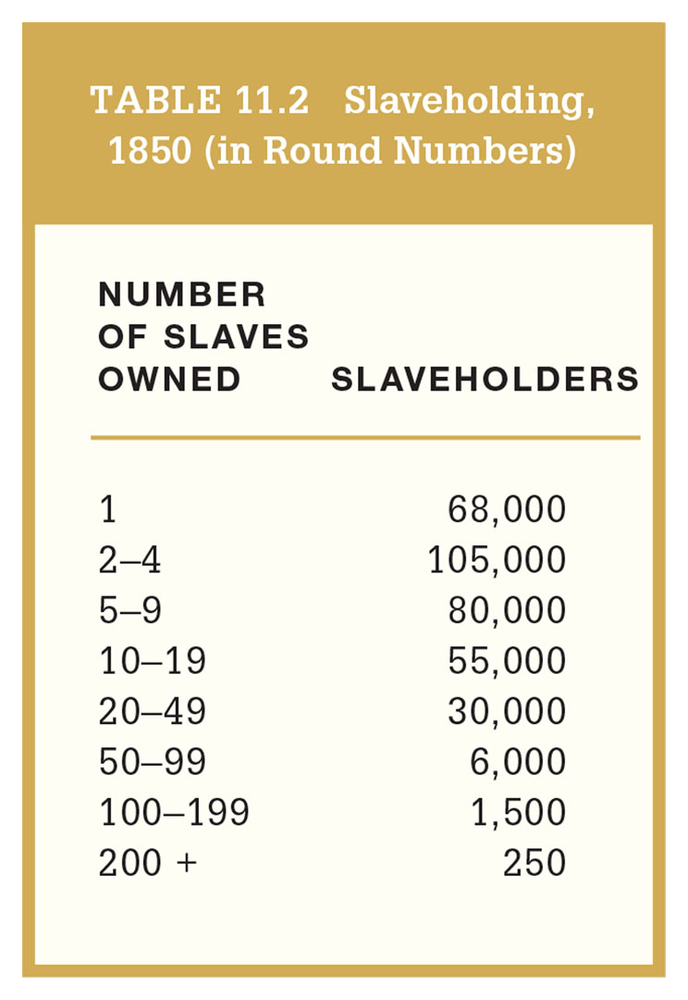 TABLE 11.2 Slaveholding,
1850 (in Round Numbers)
NUMBER
OF SLAVES
OWNED SLAVEHOLDERS
1 68,000
2–4 105,000
5–9 80,000
10–19 55,000
20–49 30,000
50–99 6,000
100–199 1,500
200 + 250